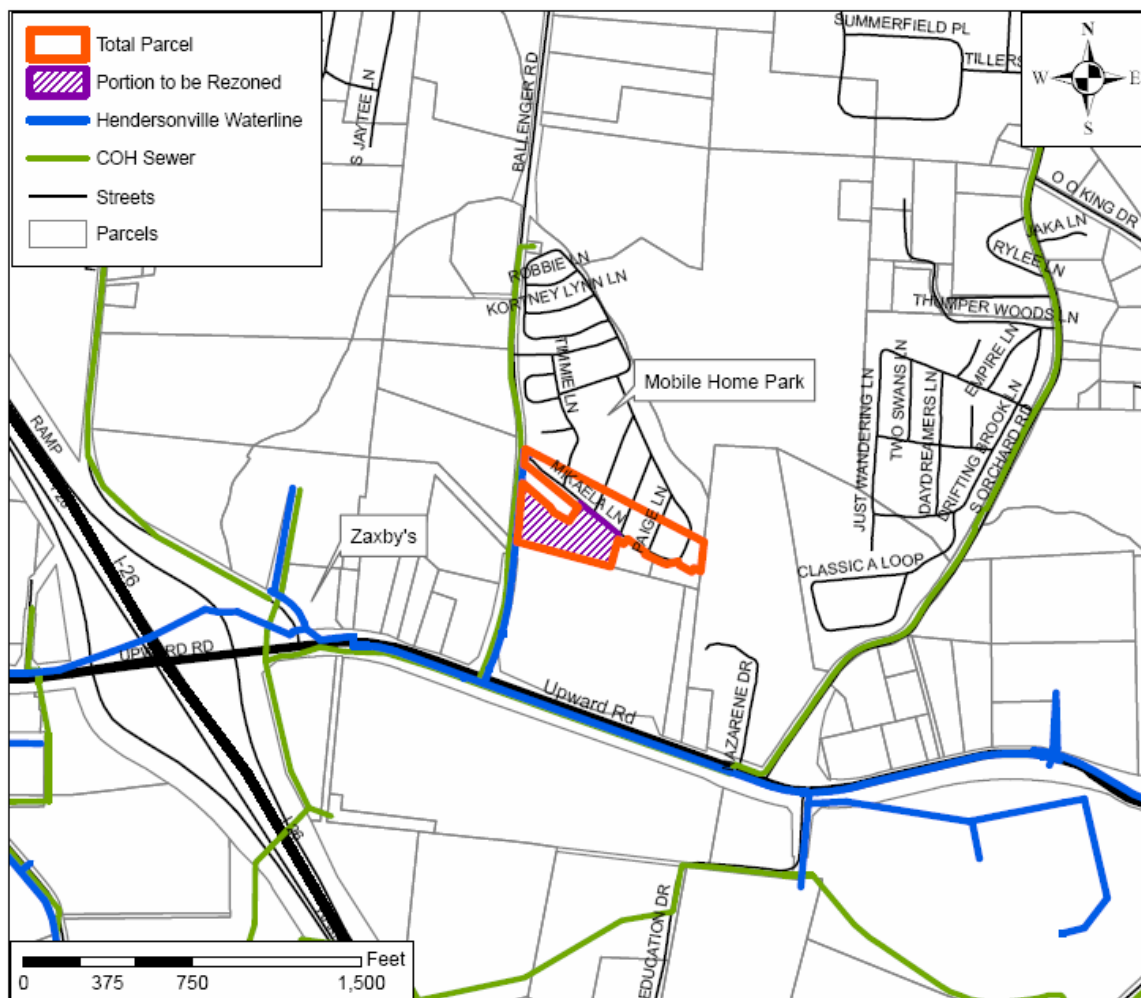 Total Parcel
Portion to be Rezoned
Hendersonville Waterline
COH Sewer
Streets
Parcels
N
W
E
S
SUMMERFIELD PL
TILLERS
S JAYTEE LN
BALLENGER RD
O O KING DR
JAKA LN
RYLEE LN
ROBBIE LN
KORTNEY LYNN LN
THUMPER WOODS LN
TIMMIE LN
Mobile Home Park
EMPIRE LN
JUST WANDERING LN
TWO SWANS LN
DAYDREAMERS LN
DRIFTING BROOK LN
S ORCHARD RD
RAMP
I-26
MIKAELA LN
PAIGE LN
Zaxby's
I-26
CLASSIC A LOOP
UPWARD RD
Upward Rd
NAZARENE DR
I-26
EDUCATION DR
Feet
0 375 750 1,500